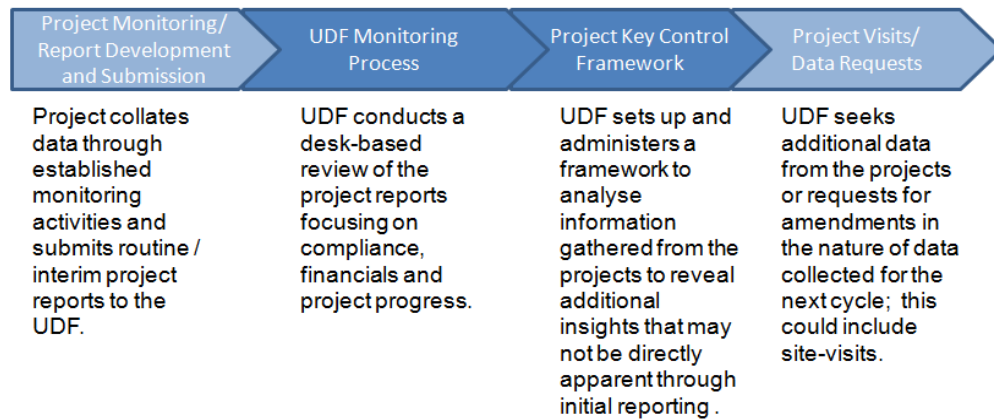 Project Monitoring/
Report Development
and Submission
UDF Monitoring
Process
Project Key Control
Framework
Project Visits/
Data Requests
Project collates
data through
established
monitoring
activities and
submits routine /
interim project
reports to the
UDF.
UDF conducts a
desk-based
review of the
project reports
focusing on
compliance,
financials and
project progress.
UDF sets up and
administers a
framework to
analyse
information
gathered from the
projects to reveal
additional
insights that may
not be directly
apparent through
initial reporting .
UDF seeks
additional data
from the projects
or requests for
amendments in
the nature of data
collected for the
next cycle; this
could include
site-visits.